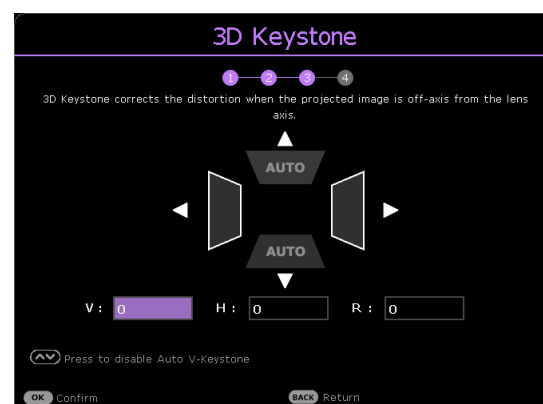 3D Keystone
1 2 3 4
3D Keystone corrects the distortion when the projected image is off-axis from the lens
axis.
AUTO
AUTO
V: 0 H: 0 R: 0
Press to disable Auto V-Keystone
OK Confirm BACK Return